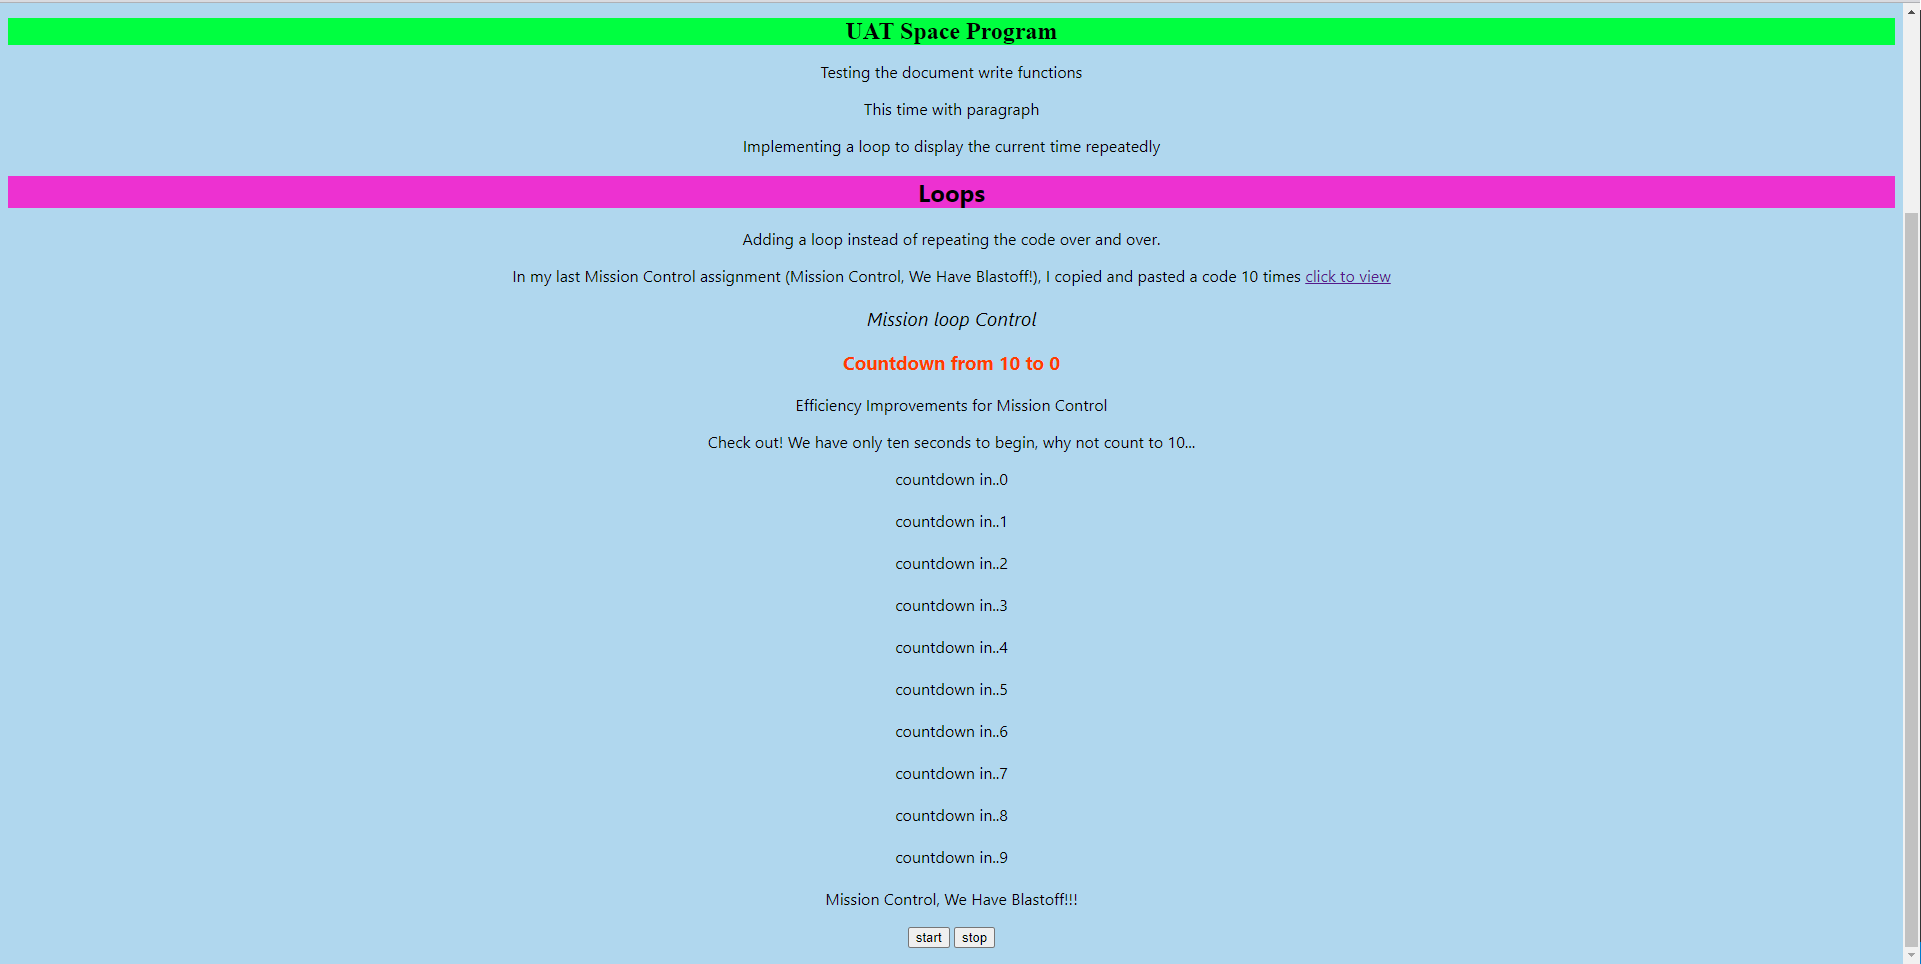 UAT Space Program
Testing the document write functions
This time with paragraph
Implementing a loop to display the current time repeatedly
Loops
Adding a loop instead of repeating the code over and over.
In my last Mission Control assignment (Mission Control, We Have Blastoff!), I copied and pasted a code 10 times click to view
Mission loop Control
Countdown from 10 to 0
Efficiency Improvements for Mission Control
Check out! We have only ten seconds to begin, why not count to 10...
countdown in..0
countdown in..1
countdown in..2
countdown in..3
countdown in..4
countdown in..5
countdown in..6
countdown in..7
countdown in..8
countdown in..9
Mission Control, We Have Blastoff!!!
start stop